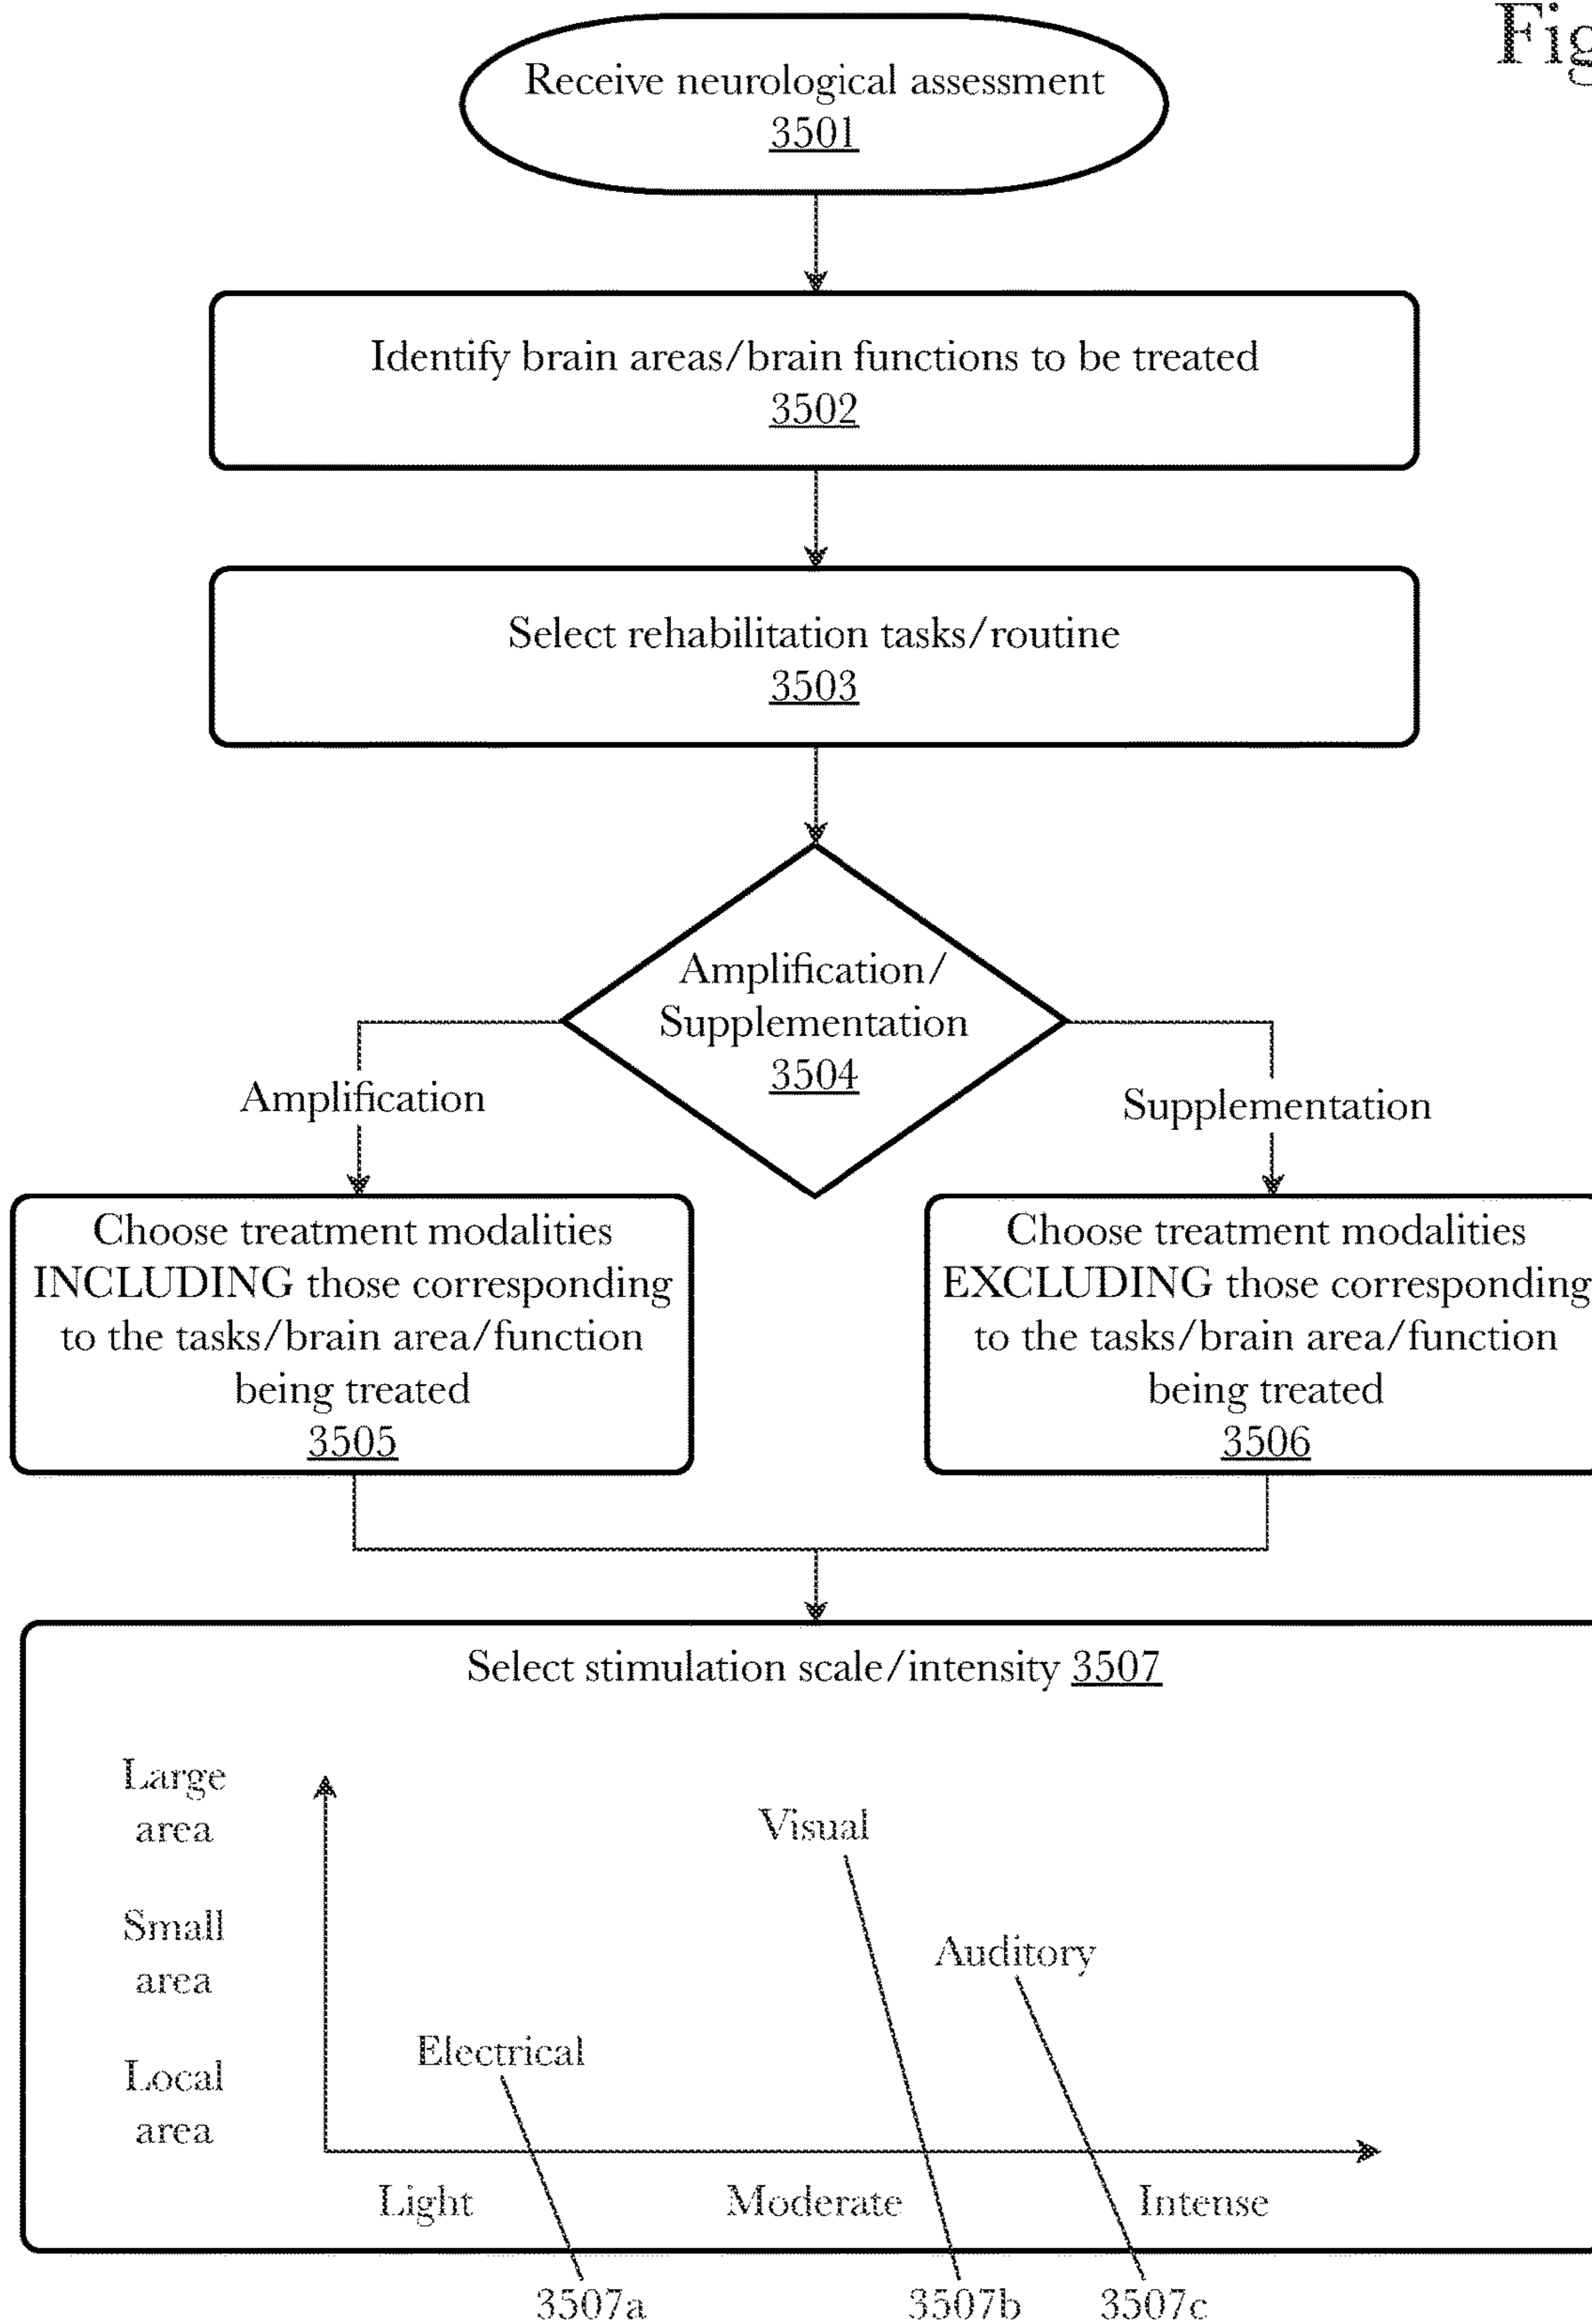 Fig
Receive neurological assessment
3501
Identify brain areas/brain functions to be treated
3502
Select rehabilitation tasks/routine
3503
Amplification/
Supplementation
3504
Amplification
Supplementation
Choose treatment modalities
INCLUDING those corresponding
to the tasks/brain area/function
being treated
3505
Choose treatment modalities
EXCLUDING those corresponding
to the tasks/brain area/function
being treated
3506
Select stimulation scale/intensity 3507
Large
area
Small
area
Local
area
Visual
Auditory
Electrical
Light
Moderate
Intense
3507a
3507b
3507c